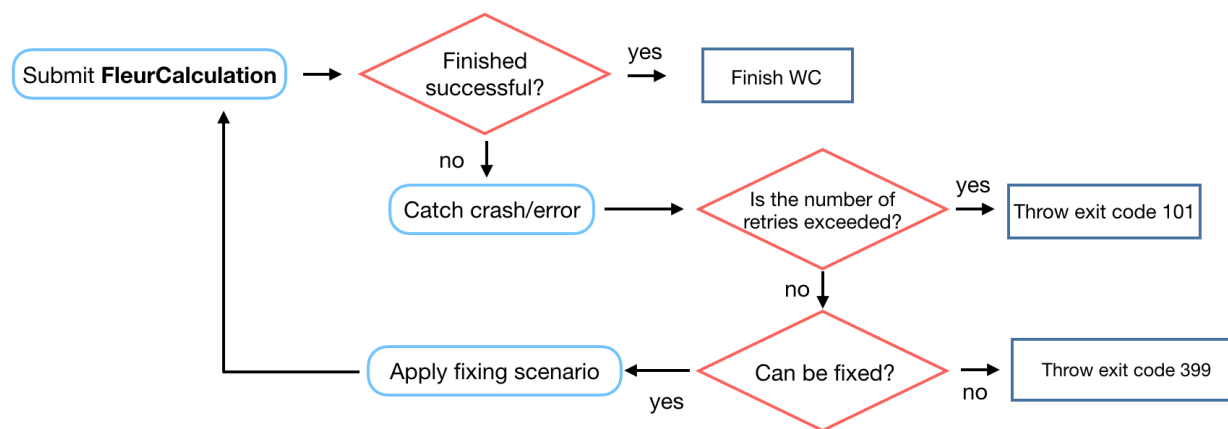 Submit FleurCalculation
Finished
successful?
yes
Finish WC
no
Catch crash/error
Is the number of
retries exceeded?
yes
Throw exit code 101
no
Apply fixing scenario
yes
Can be fixed?
no
Throw exit code 399